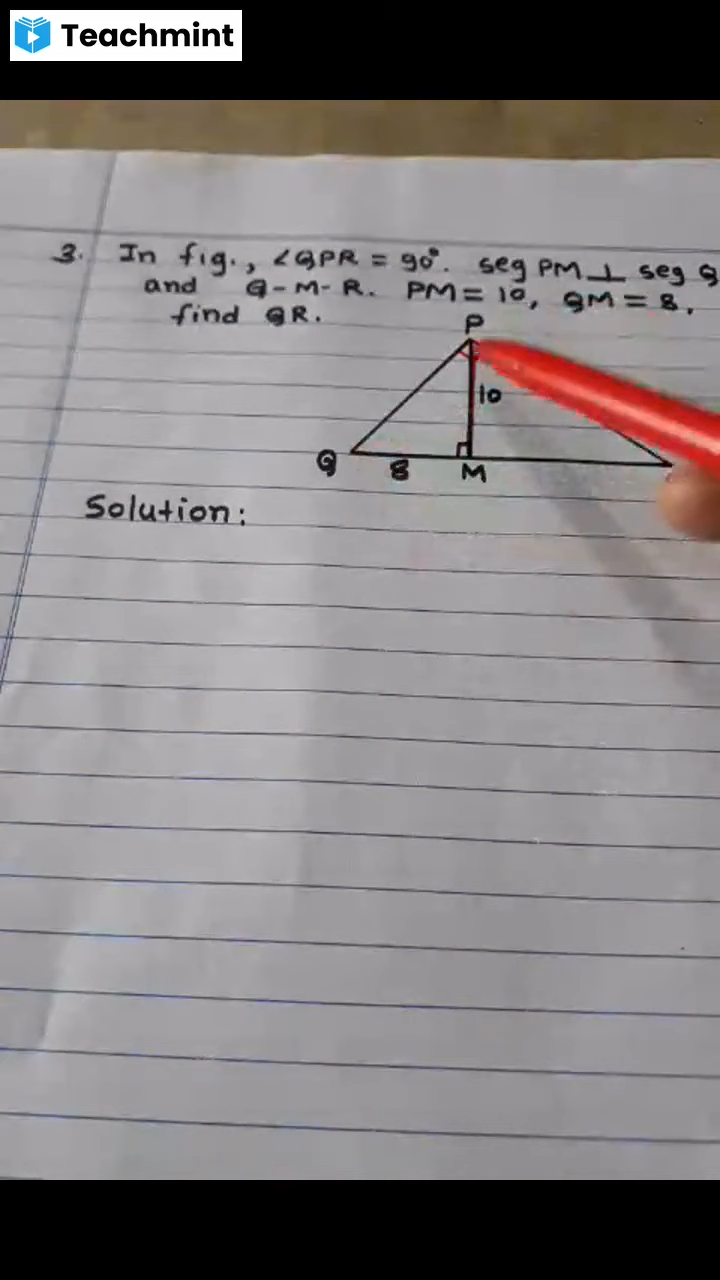 Teachmint
3. In fig., ∠QPR = 90°. seg PM ⊥ seg Q
and Q-M-R. PM = 10, QM = 8,
find QR.
P
10
Q 8 M
Solution: